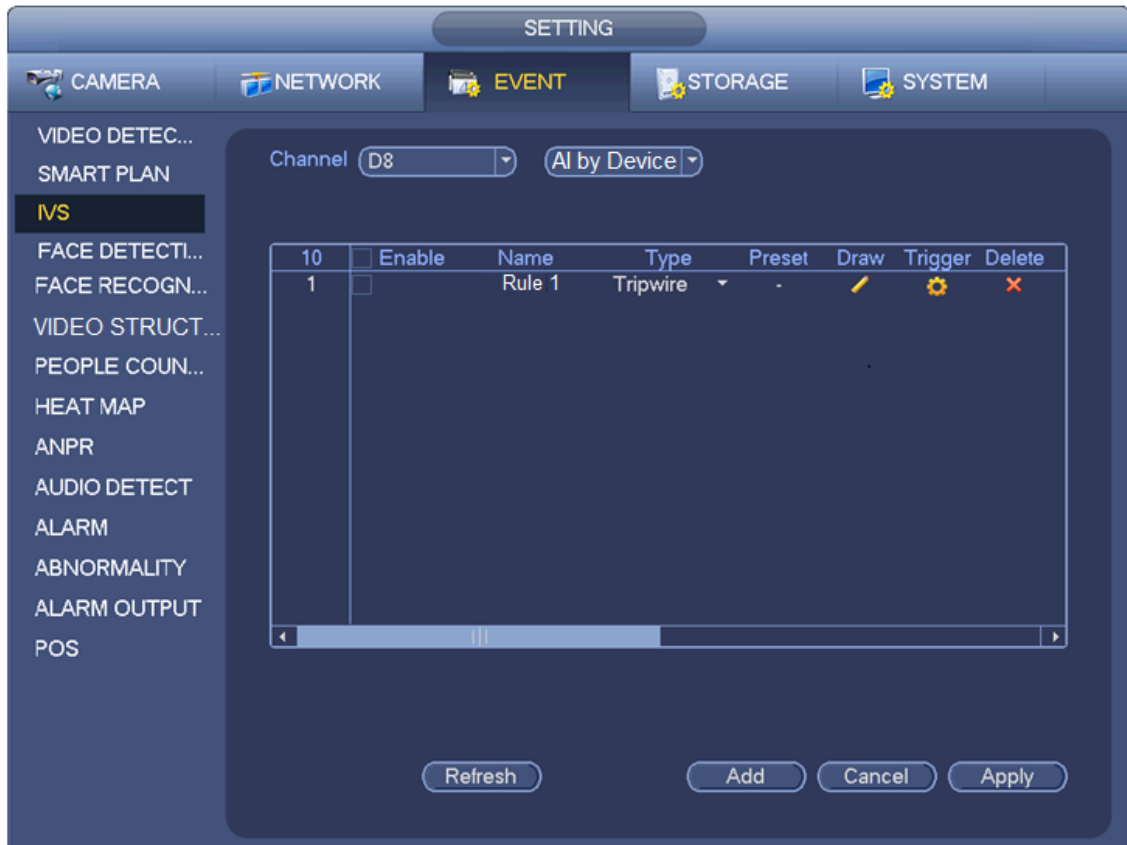 SETTING
CAMERA NETWORK EVENT STORAGE SYSTEM
VIDEO DETEC...
SMART PLAN
IVS
FACE DETECTI...
FACE RECOGN...
VIDEO STRUCT...
PEOPLE COUN...
HEAT MAP
ANPR
AUDIO DETECT
ALARM
ABNORMALITY
ALARM OUTPUT
POS
Channel D8 AI by Device
10 Enable Name Type Preset Draw Trigger Delete
1 Rule 1 Tripwire -
Refresh Add Cancel Apply